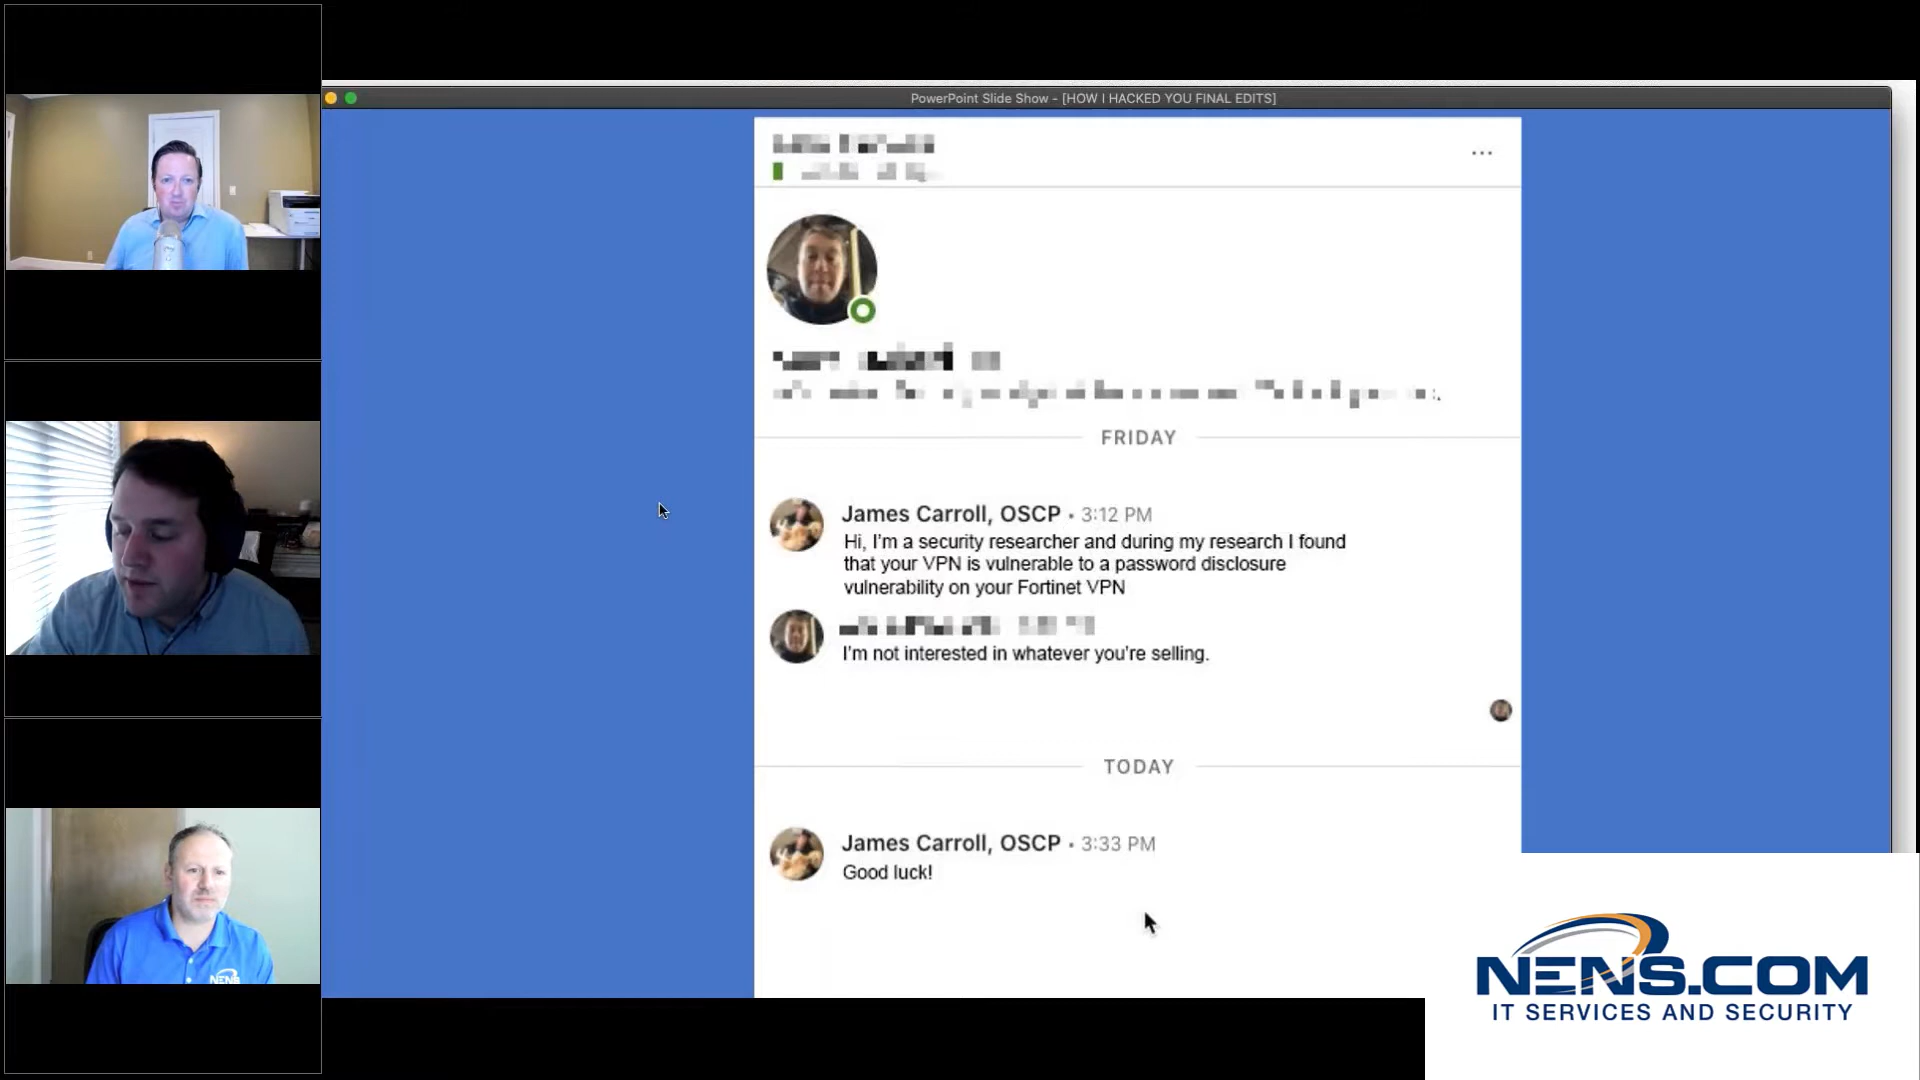 PowerPoint Slide Show - [HOW I HACKED YOU FINAL EDITS]
...
FRIDAY
James Carroll, OSCP • 3:12 PM
Hi, I'm a security researcher and during my research I found
that your VPN is vulnerable to a password disclosure
vulnerability on your Fortinet VPN
I'm not interested in whatever you're selling.
TODAY
James Carroll, OSCP • 3:33 PM
Good luck!
NENS
NENS.COM
IT SERVICES AND SECURITY